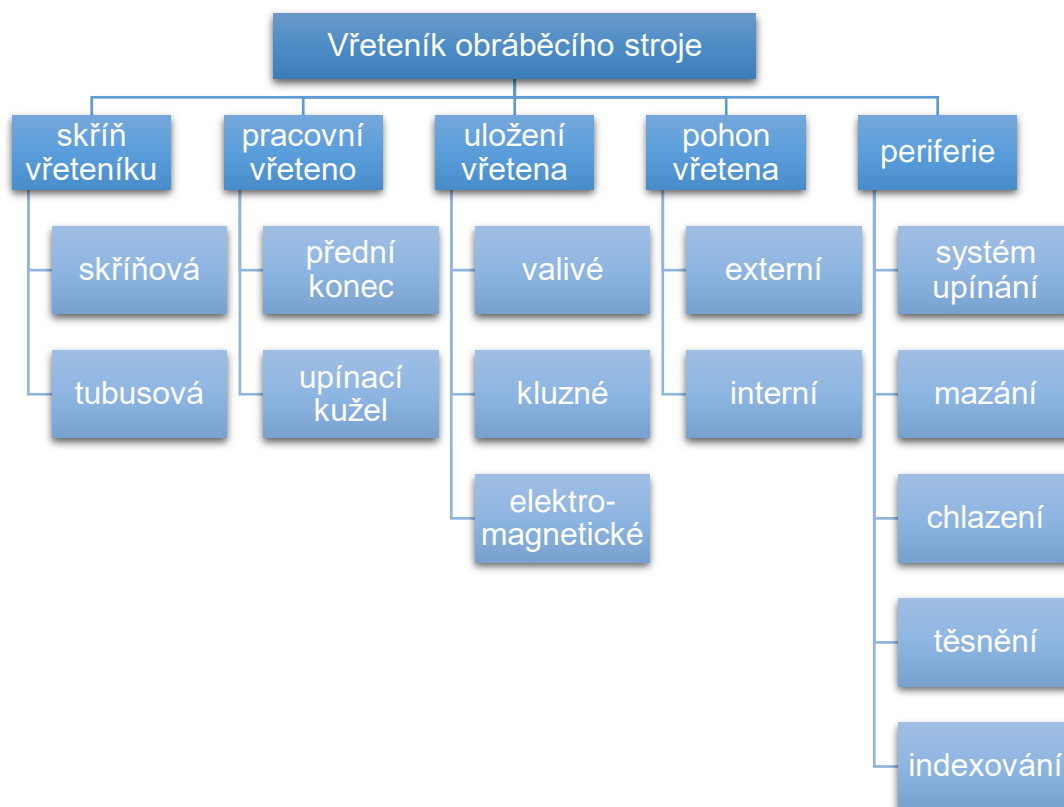 Vřeteník obráběcího stroje
skříň
vřeteníku
skříňová
tubusová
pracovní
vřeteno
přední
konec
upínací
kužel
uložení
vřetena
valivé
kluzné
elektro-
magnetické
pohon
vřetena
externí
interní
periferie
systém
upínání
mazání
chlazení
těsnění
indexování